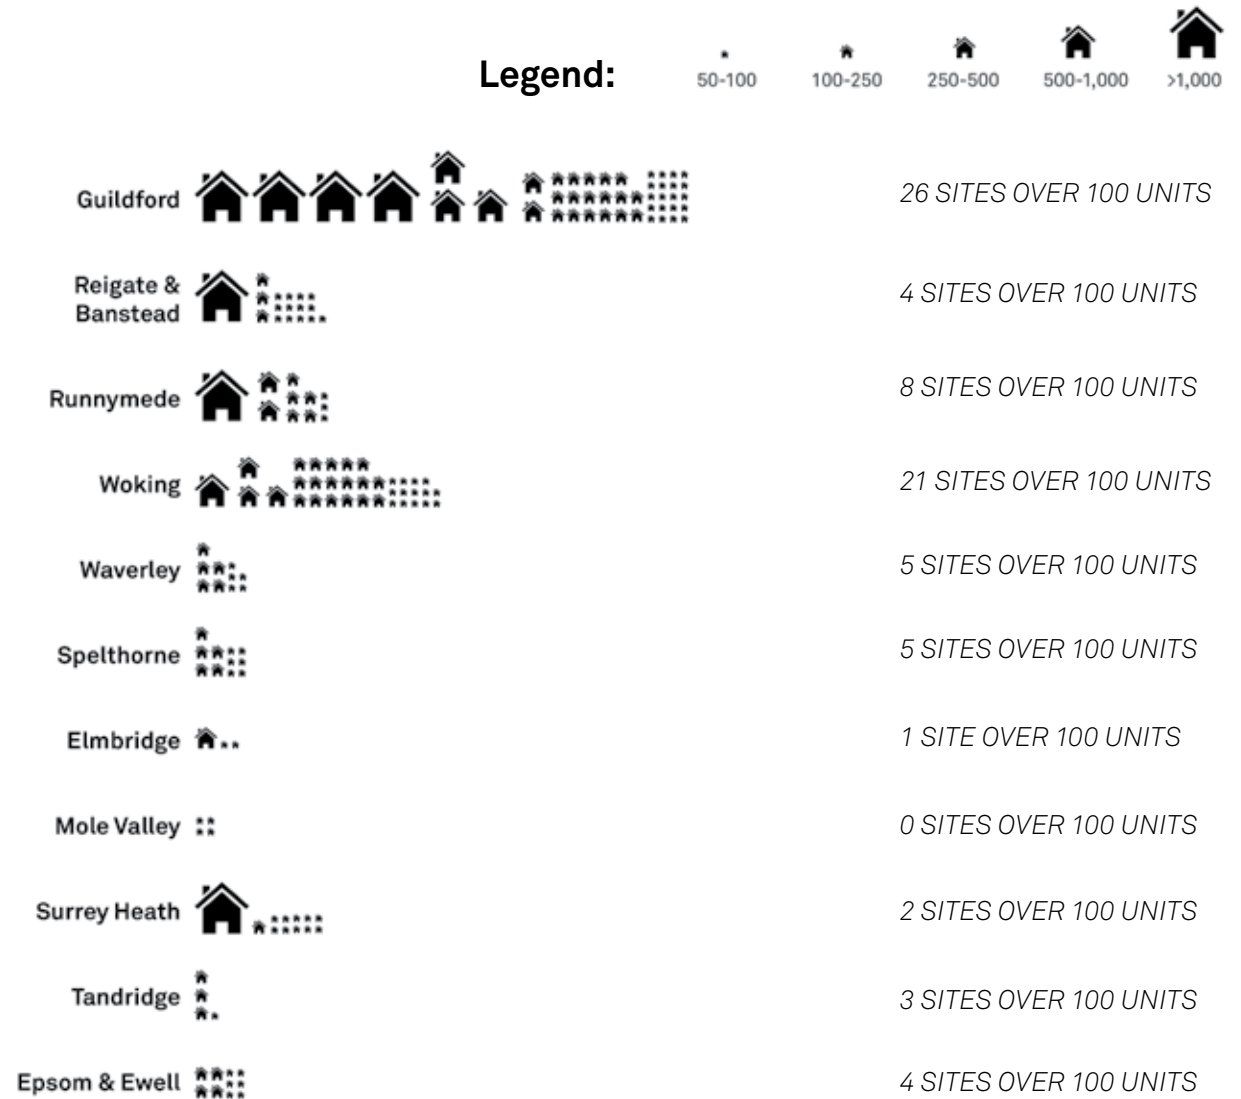 Legend:
50-100
100-250
250-500
500-1,000
>1,000
Guildford
26 SITES OVER 100 UNITS
Reigate &
Banstead
4 SITES OVER 100 UNITS
Runnymede
8 SITES OVER 100 UNITS
Woking
21 SITES OVER 100 UNITS
Waverley
5 SITES OVER 100 UNITS
Spelthorne
5 SITES OVER 100 UNITS
Elmbridge
1 SITE OVER 100 UNITS
Mole Valley
0 SITES OVER 100 UNITS
Surrey Heath
2 SITES OVER 100 UNITS
Tandridge
3 SITES OVER 100 UNITS
Epsom & Ewell
4 SITES OVER 100 UNITS